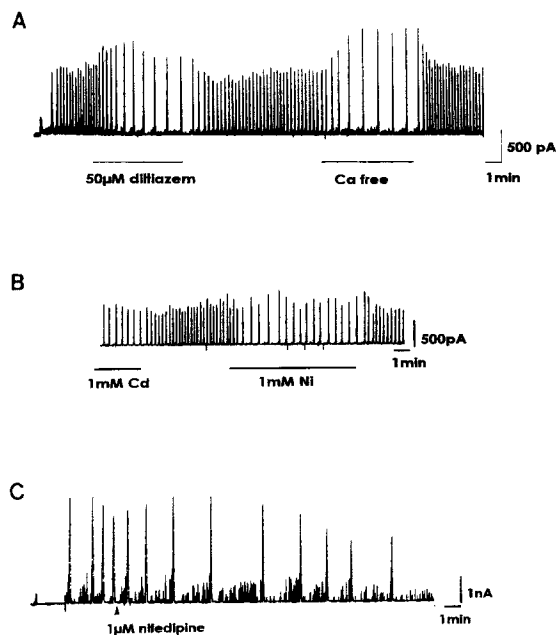 A
500 pA
50μM diltiazem
Ca free
1min
B
500pA
1min
1mM Cd
1mM Ni
C
1nA
1min
1μM nifedipine